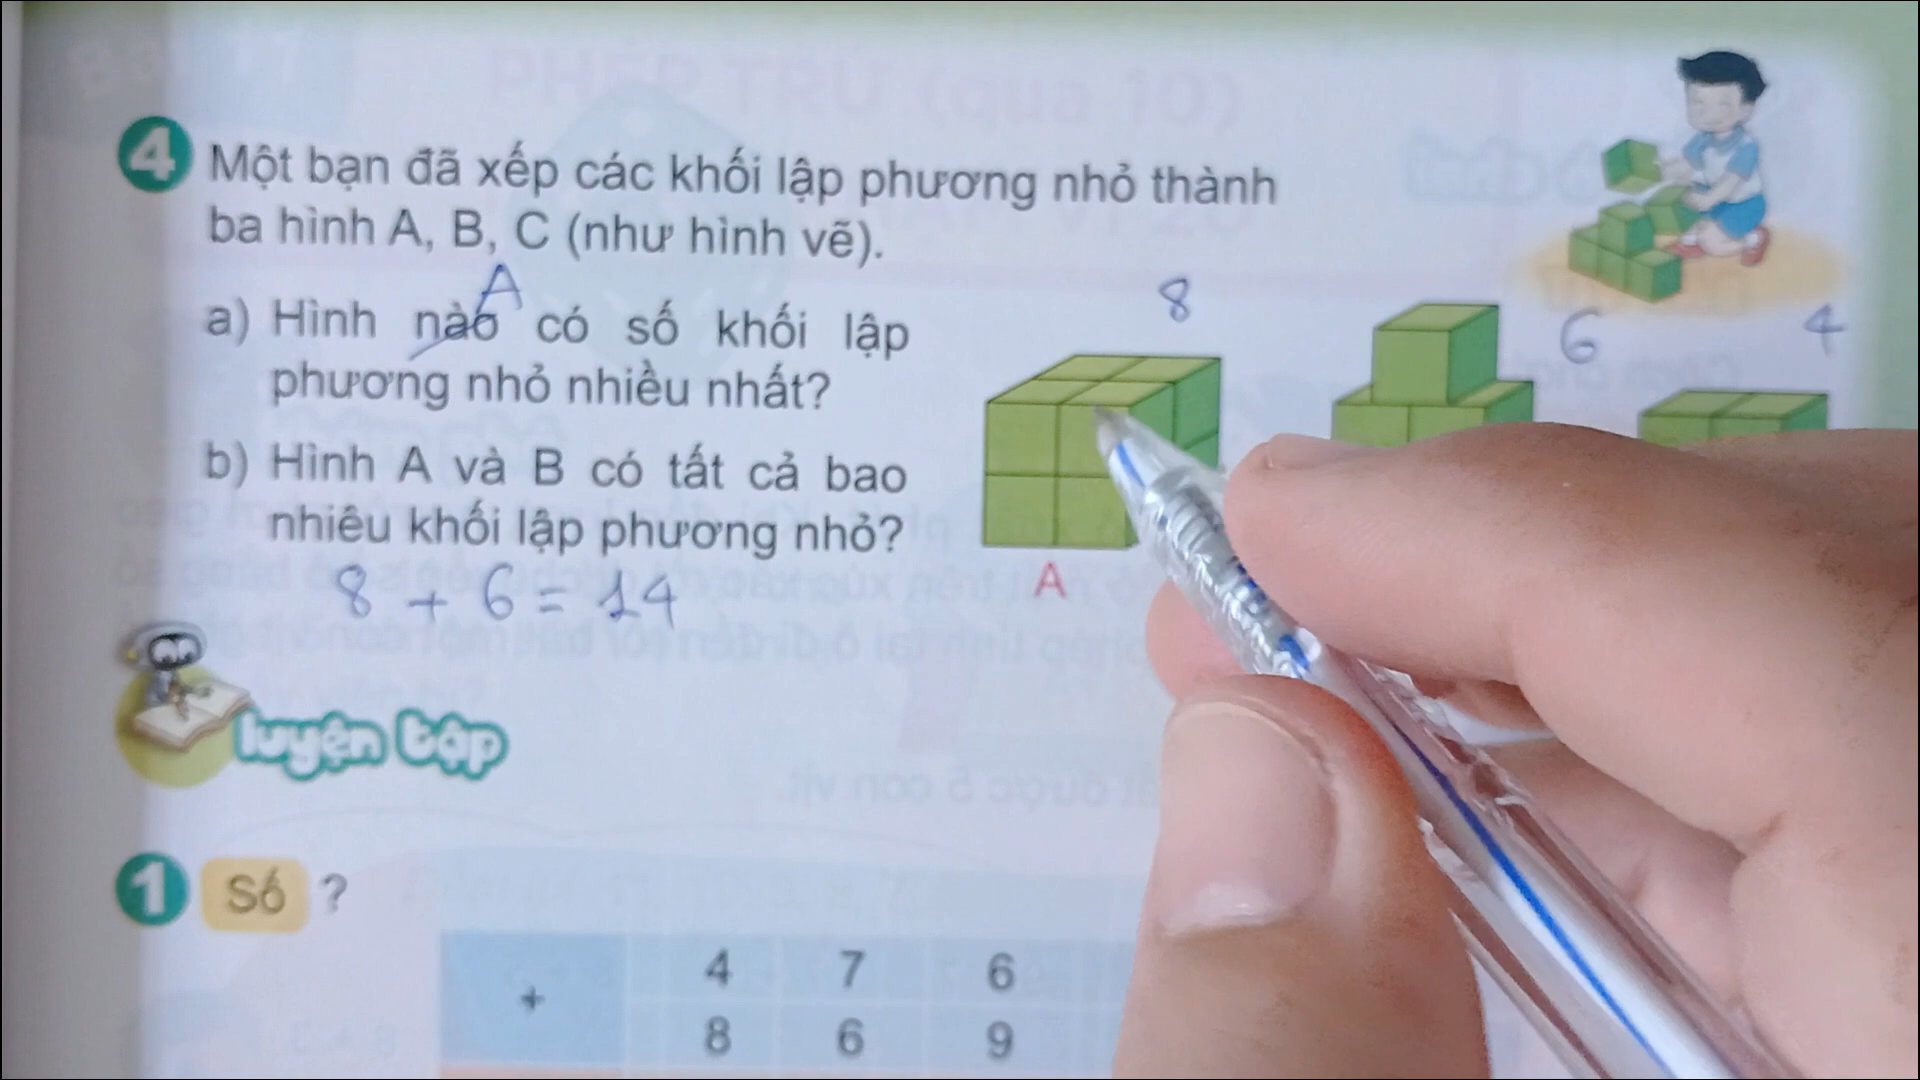 4 Một bạn đã xếp các khối lập phương nhỏ thành
ba hình A, B, C (như hình vẽ).
A
a) Hình nào có số khối lập
phương nhỏ nhiều nhất?
b) Hình A và B có tất cả bao
nhiêu khối lập phương nhỏ?
8 + 6 = 14
8
6
4
A
luyện tập
1 Số ?
+ 4 7 6
8 6 9